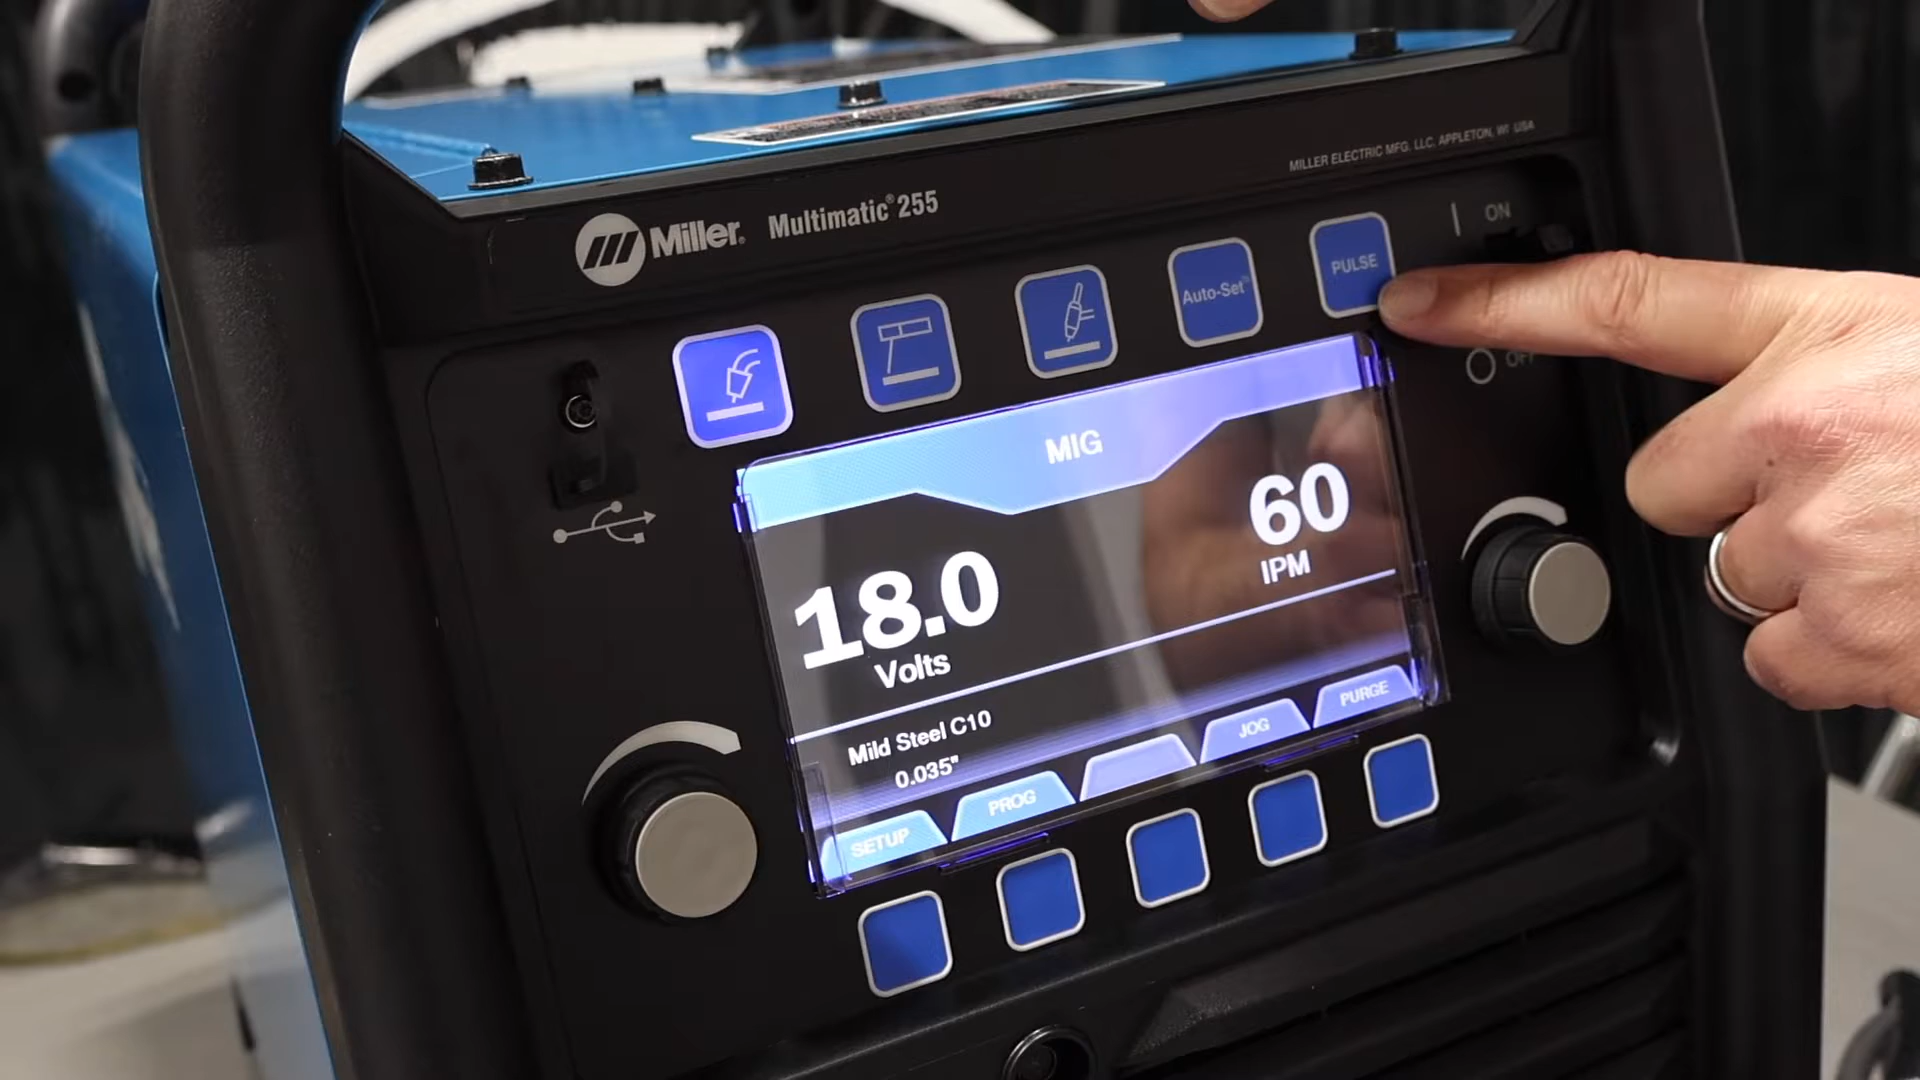 MILLER ELECTRIC MFG. LLC. APPLETON, WI USA
Miller®
Multimatic® 255
ON
PULSE
Auto-Set™
OFF
MIG
18.0
Volts
60
IPM
Mild Steel C10
0.035"
SETUP
PROG
JOG
PURGE